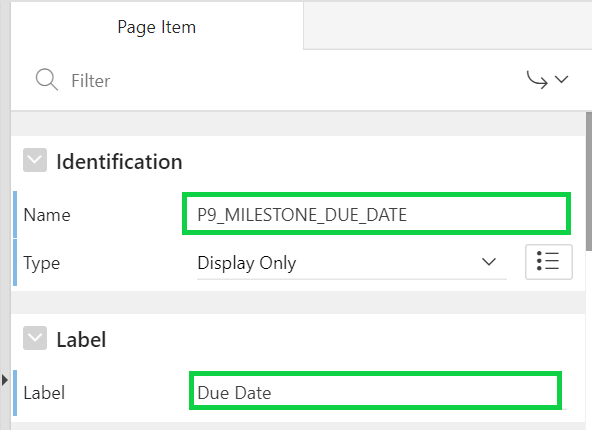 Page Item
Filter
Identification
Name P9_MILESTONE_DUE_DATE
Type Display Only
Label
Label Due Date